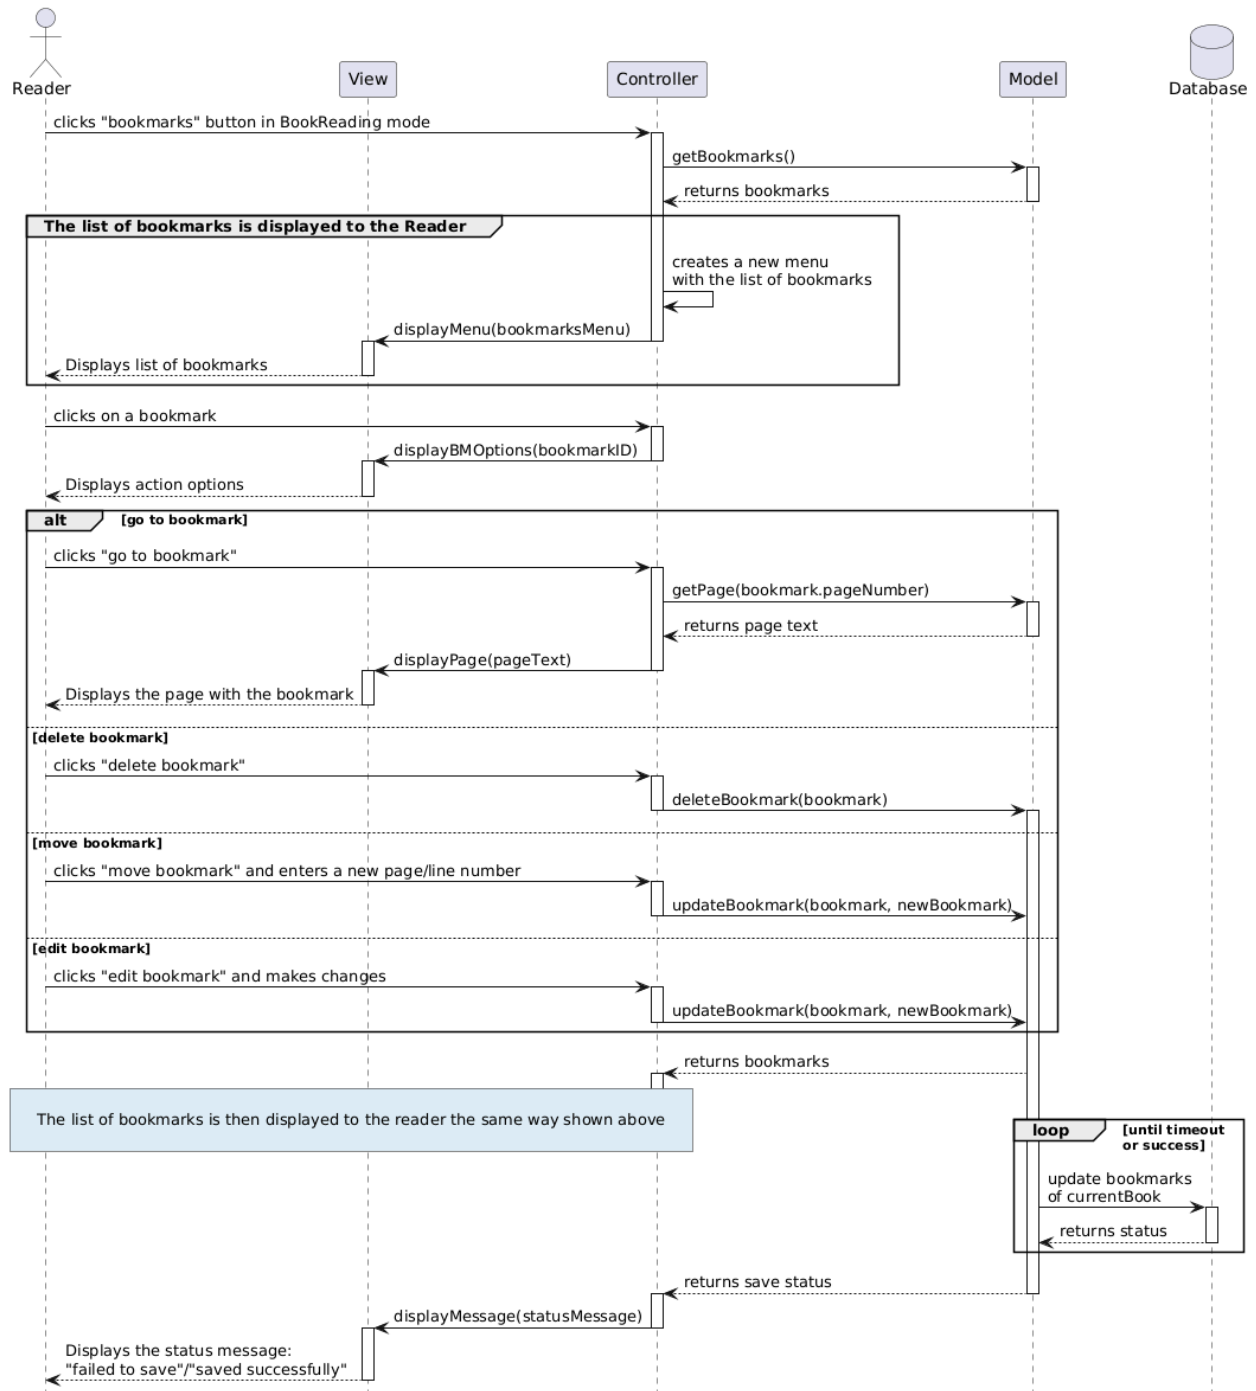 Reader
View
Controller
Model
Database
clicks "bookmarks" button in BookReading mode
getBookmarks()
returns bookmarks
The list of bookmarks is displayed to the Reader
creates a new menu
with the list of bookmarks
displayMenu(bookmarksMenu)
Displays list of bookmarks
clicks on a bookmark
displayBMOptions(bookmarkID)
Displays action options
alt [go to bookmark]
clicks "go to bookmark"
getPage(bookmark.pageNumber)
returns page text
displayPage(pageText)
Displays the page with the bookmark
[delete bookmark]
clicks "delete bookmark"
deleteBookmark(bookmark)
[move bookmark]
clicks "move bookmark" and enters a new page/line number
updateBookmark(bookmark, newBookmark)
[edit bookmark]
clicks "edit bookmark" and makes changes
updateBookmark(bookmark, newBookmark)
returns bookmarks
The list of bookmarks is then displayed to the reader the same way shown above
loop [until timeout
or success]
update bookmarks
of currentBook
returns status
returns save status
displayMessage(statusMessage)
Displays the status message:
"failed to save"/"saved successfully"